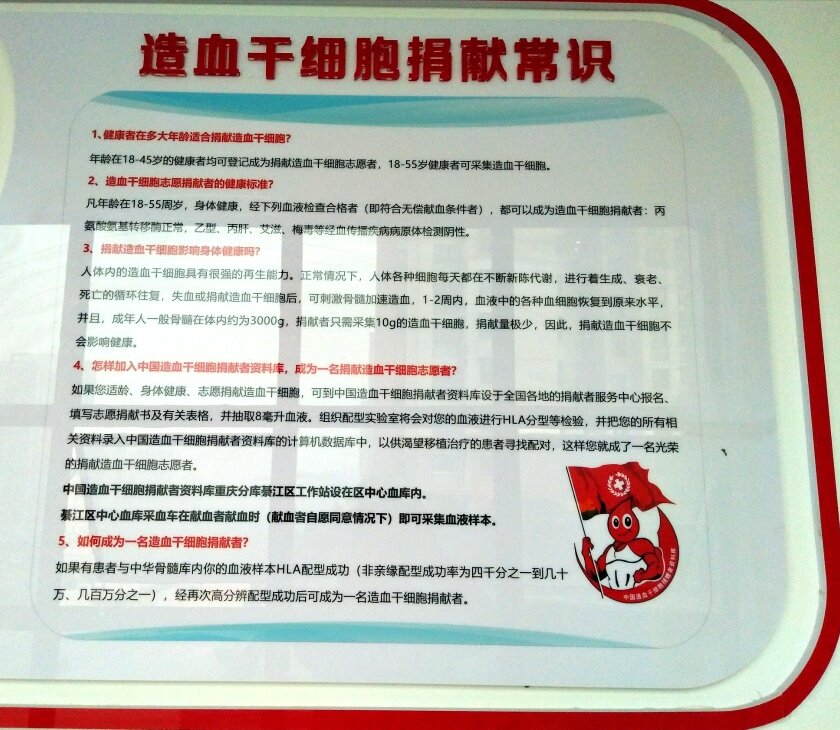 造血干细胞捐献常识
1、健康者在多大年龄适合捐献造血干细胞?
年龄在18-45岁的健康者均可登记成为捐献造血干细胞志愿者，18-55岁健康者可采集造血干细胞。
2、造血干细胞志愿捐献者的健康标准?
凡年龄在18-55周岁，身体健康，经下列血液检查合格者（即符合无偿献血条件者），都可以成为造血干细胞捐献者：丙
氨酸氨基转移酶正常，乙型、丙肝、艾滋、梅毒等经血传播疾病病原体检测阴性。
3、捐献造血干细胞影响身体健康吗?
人体内的造血干细胞具有很强的再生能力。正常情况下，人体各种细胞每天都在不断新陈代谢，进行着生成、衰老、
死亡的循环往复，失血或捐献造血干细胞后，可刺激骨髓加速造血，1-2周内，血液中的各种血细胞恢复到原来水平，
并且，成年人一般骨髓在体内约为3000g，捐献者只需采集10g的造血干细胞，捐献量极少，因此，捐献造血干细胞不
会影响健康。
4、怎样加入中国造血干细胞捐献者资料库，成为一名捐献造血干细胞志愿者?
如果您适龄、身体健康、志愿捐献造血干细胞，可到中国造血干细胞捐献者资料库设于全国各地的捐献者服务中心报名、
填写志愿捐献书及有关表格，并抽取8毫升血液。组织配型实验室将会对您的血液进行HLA分型等检验，并把您的所有相
关资料录入中国造血干细胞捐献者资料库的计算机数据库中，以供渴望移植治疗的患者寻找配对，这样您就成了一名光荣
的捐献造血干细胞志愿者。
中国造血干细胞捐献者资料库重庆分库綦江区工作站设在区中心血库内。
綦江区中心血库采血车在献血者献血时（献血者自愿同意情况下）即可采集血液样本。
5、如何成为一名造血干细胞捐献者?
如果有患者与中华骨髓库内你的血液样本HLA配型成功（非亲缘配型成功率为四千分之一到几十
万、几百万分之一），经再次高分辨配型成功后可成为一名造血干细胞捐献者。
中国造血干细胞捐献者资料库